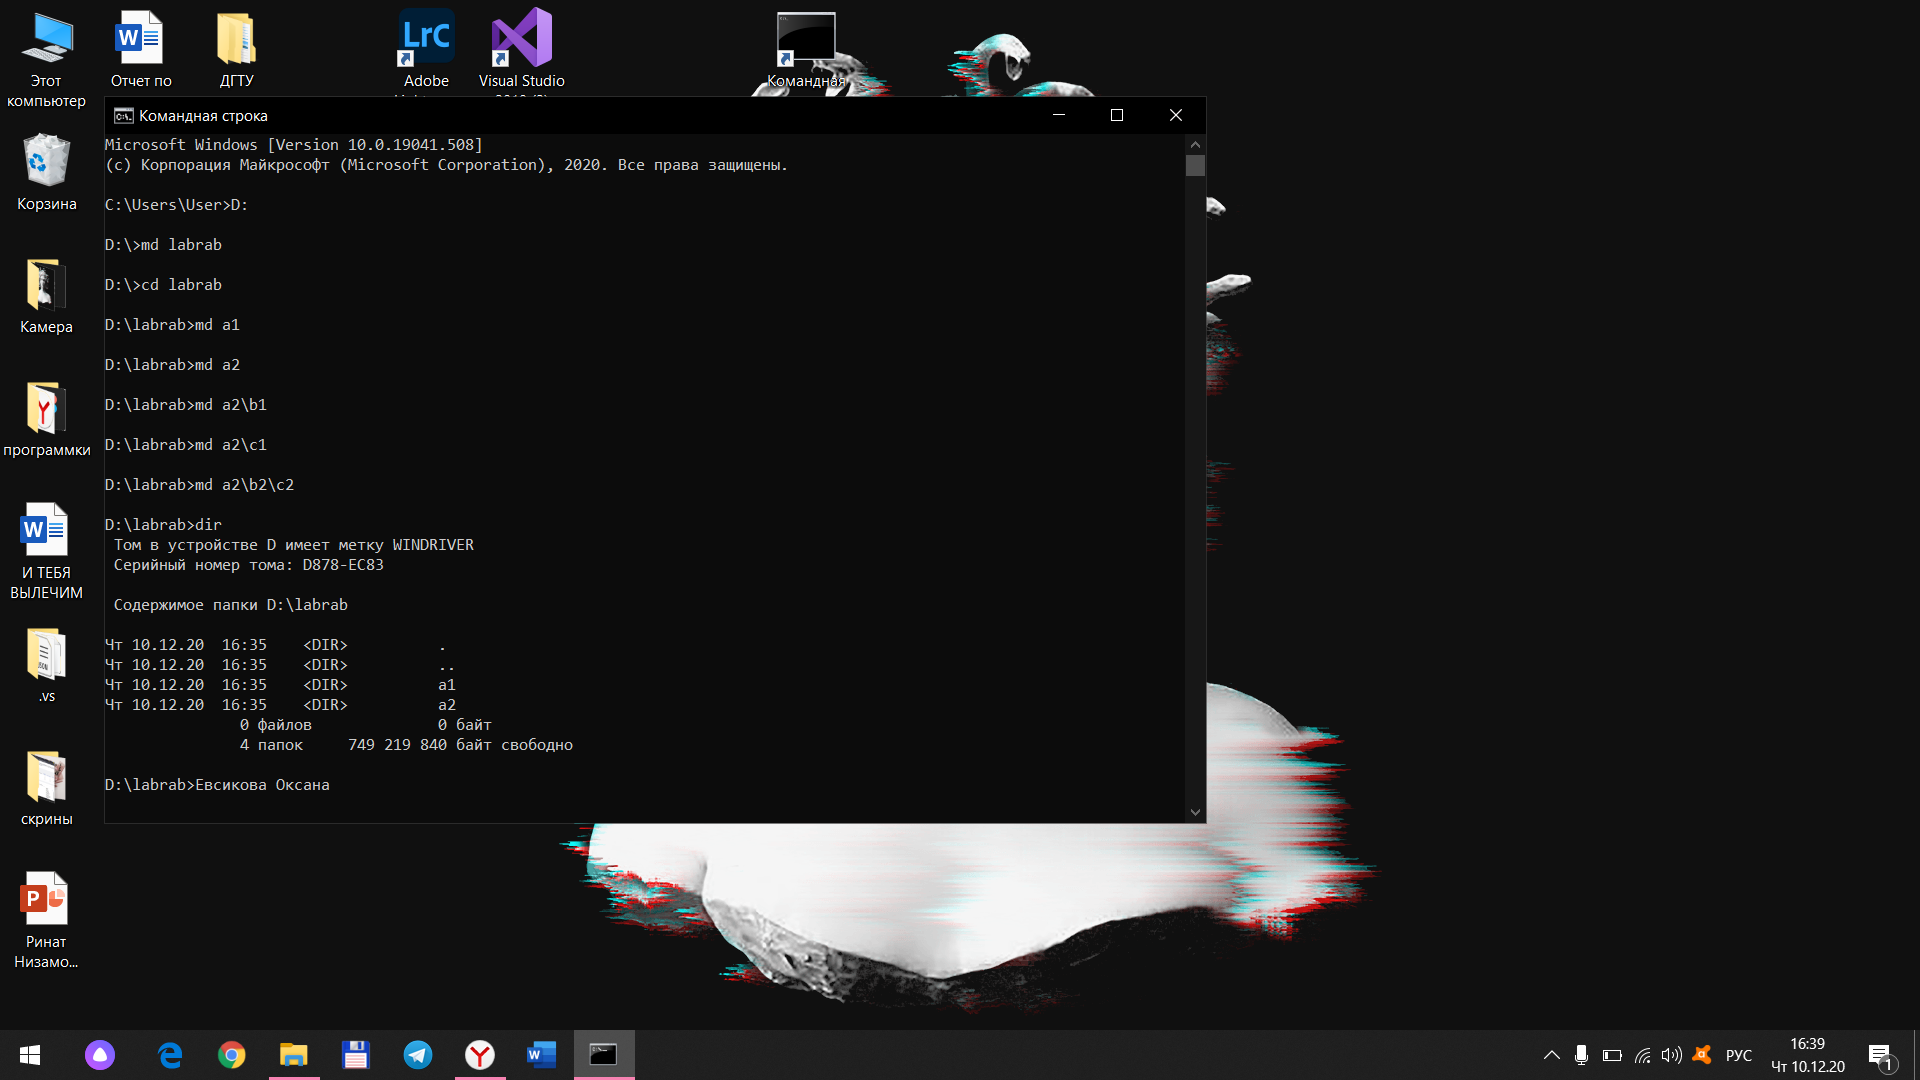 Этот
компьютер
Отчет по
ДГТУ
LrC
Adobe
Visual Studio
Командная
Корзина
Камера
программки
И ТЕБЯ
ВЫЛЕЧИМ
.vs
скрины
Ринат
Низамо...
Командная строка
Microsoft Windows [Version 10.0.19041.508]
(c) Корпорация Майкрософт (Microsoft Corporation), 2020. Все права защищены.
C:\Users\User>D:
D:\>md labrab
D:\>cd labrab
D:\labrab>md a1
D:\labrab>md a2
D:\labrab>md a2\b1
D:\labrab>md a2\c1
D:\labrab>md a2\b2\c2
D:\labrab>dir
Том в устройстве D имеет метку WINDRIVER
Серийный номер тома: D878-EC83
Содержимое папки D:\labrab
Чт 10.12.20  16:35    <DIR>          .
Чт 10.12.20  16:35    <DIR>          ..
Чт 10.12.20  16:35    <DIR>          a1
Чт 10.12.20  16:35    <DIR>          a2
0 файлов              0 байт
4 папок     749 219 840 байт свободно
D:\labrab>Евсикова Оксана
РУС
16:39
Чт 10.12.20
1